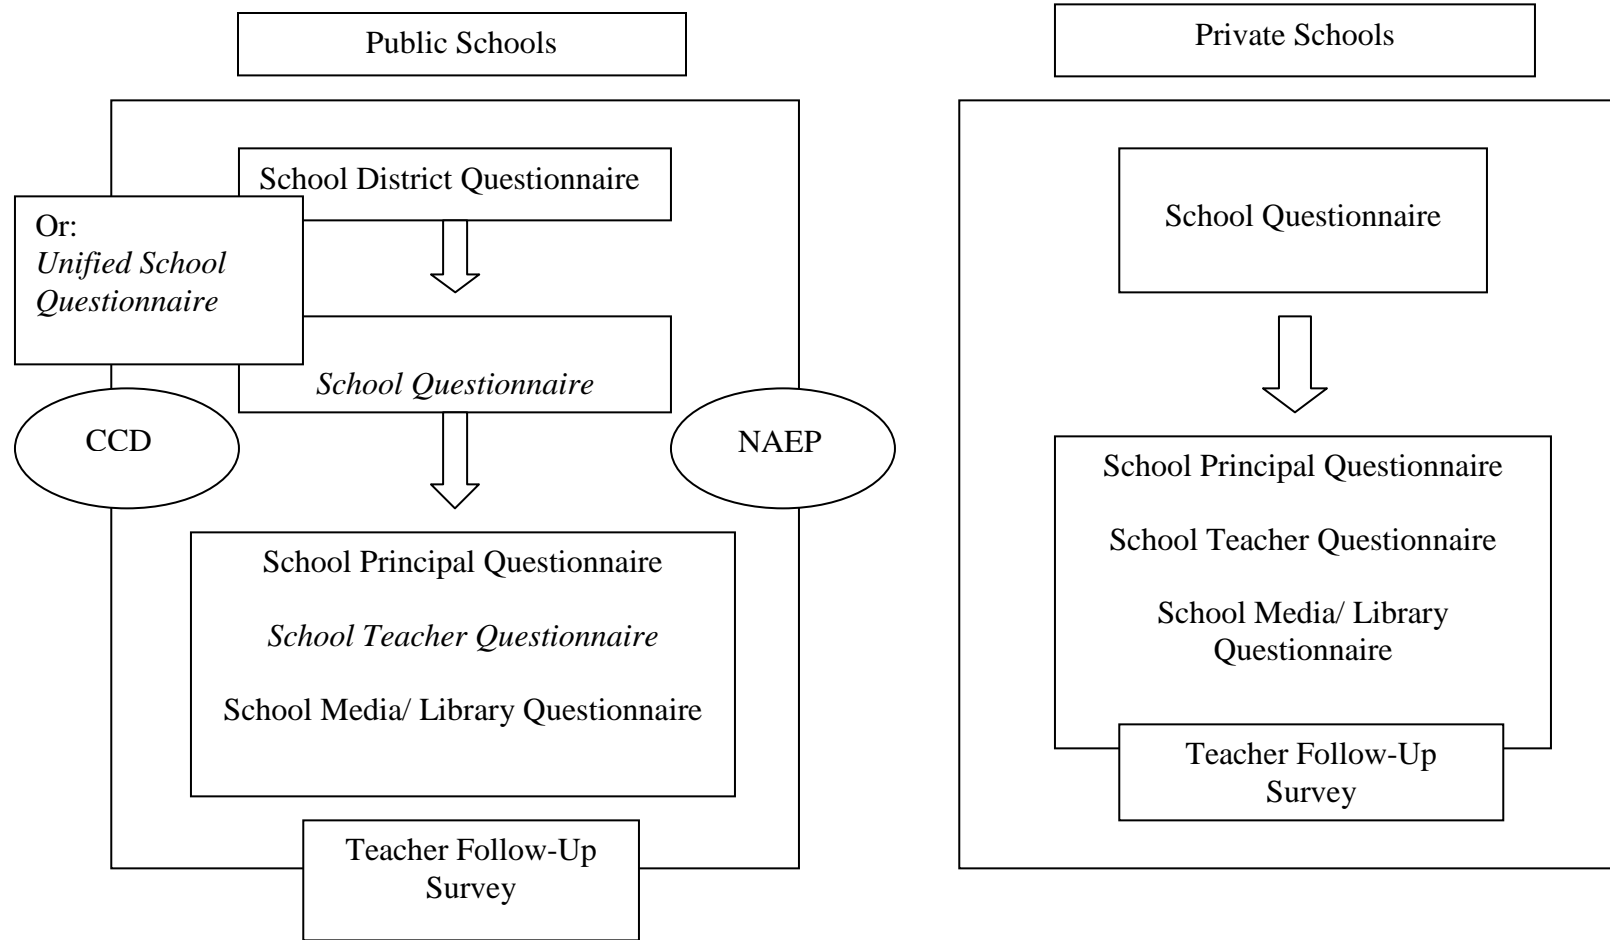 Public Schools
School District Questionnaire
Or:
Unified School
Questionnaire
School Questionnaire
CCD
NAEP
School Principal Questionnaire
School Teacher Questionnaire
School Media/ Library Questionnaire
Teacher Follow-Up
Survey
Private Schools
School Questionnaire
School Principal Questionnaire
School Teacher Questionnaire
School Media/ Library
Questionnaire
Teacher Follow-Up
Survey